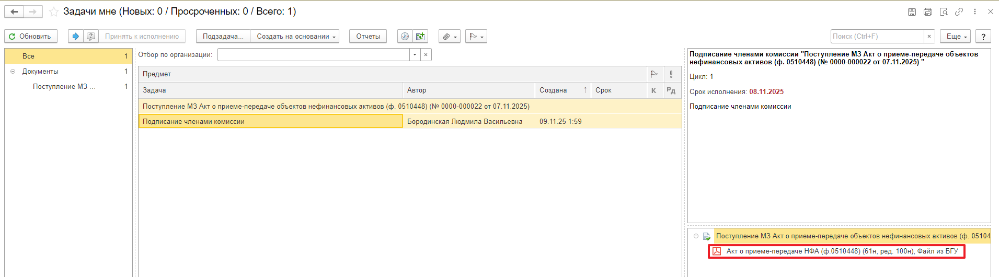 Задачи мне (Новых: 0 / Просроченных: 0 / Всего: 1)
Обновить
Принять к исполнению
Подзадача...
Создать на основании
Отчеты
Поиск (Ctrl+F)
×
Еще
?
Все 1
Документы 1
Поступление МЗ ... 1
Отбор по организации:
×
Предмет
Задача Автор Создана ↑ Срок К Рд
Поступление МЗ Акт о приеме-передаче объектов нефинансовых активов (ф. 0510448) (№ 0000-000022 от 07.11.2025)
Подписание членами комиссии Бородинская Людмила Васильевна 09.11.25 1:59
Подписание членами комиссии "Поступление МЗ Акт о приеме-передаче объектов
нефинансовых активов (ф. 0510448) (№ 0000-000022 от 07.11.2025) "
Цикл: 1
Срок исполнения: 08.11.2025
Подписание членами комиссии
Поступление МЗ Акт о приеме-передаче объектов нефинансовых активов (ф. 05104
Акт о приеме-передаче НФА (ф.0510448) (61н, ред. 100н), Файл из БГУ